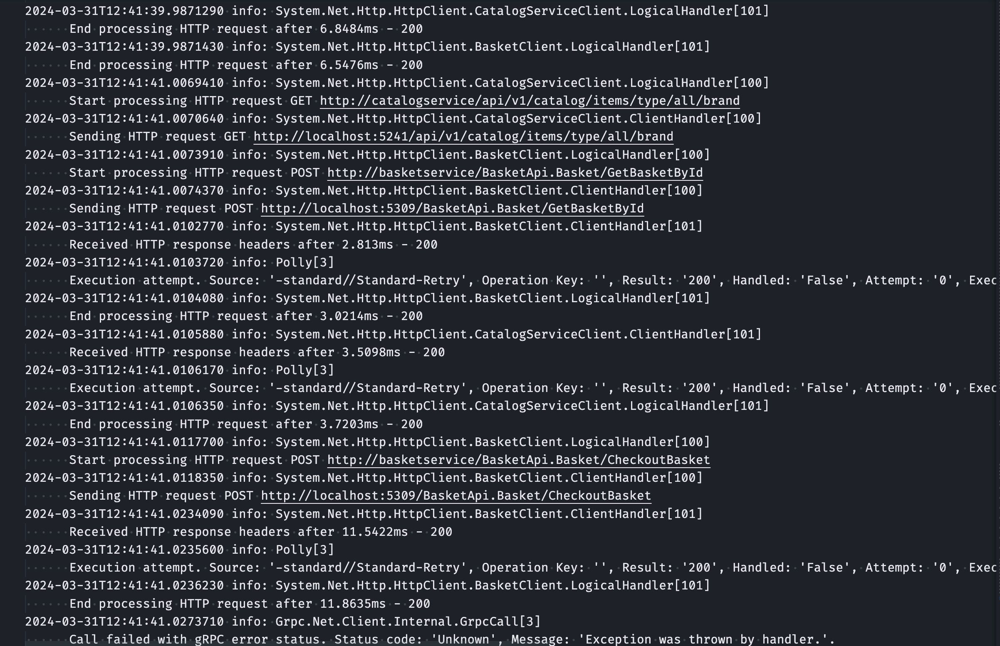 2024-03-31T12:41:39.9871290 info: System.Net.Http.HttpClient.CatalogServiceClient.LogicalHandler[101]
End processing HTTP request after 6.8484ms - 200
2024-03-31T12:41:39.9871430 info: System.Net.Http.HttpClient.BasketClient.LogicalHandler[101]
End processing HTTP request after 6.5476ms - 200
2024-03-31T12:41:41.0069410 info: System.Net.Http.HttpClient.CatalogServiceClient.LogicalHandler[100]
Start processing HTTP request GET http://catalogservice/api/v1/catalog/items/type/all/brand
2024-03-31T12:41:41.0070640 info: System.Net.Http.HttpClient.CatalogServiceClient.ClientHandler[100]
Sending HTTP request GET http://localhost:5241/api/v1/catalog/items/type/all/brand
2024-03-31T12:41:41.0073910 info: System.Net.Http.HttpClient.BasketClient.LogicalHandler[100]
Start processing HTTP request POST http://basketservice/BasketApi.Basket/GetBasketById
2024-03-31T12:41:41.0074370 info: System.Net.Http.HttpClient.BasketClient.ClientHandler[100]
Sending HTTP request POST http://localhost:5309/BasketApi.Basket/GetBasketById
2024-03-31T12:41:41.0102770 info: System.Net.Http.HttpClient.BasketClient.ClientHandler[101]
Received HTTP response headers after 2.813ms - 200
2024-03-31T12:41:41.0103720 info: Polly[3]
Execution attempt. Source: '-standard//Standard-Retry', Operation Key: '', Result: '200', Handled: 'False', Attempt: '0', Exec
2024-03-31T12:41:41.0104080 info: System.Net.Http.HttpClient.BasketClient.LogicalHandler[101]
End processing HTTP request after 3.0214ms - 200
2024-03-31T12:41:41.0105880 info: System.Net.Http.HttpClient.CatalogServiceClient.ClientHandler[101]
Received HTTP response headers after 3.5098ms - 200
2024-03-31T12:41:41.0106170 info: Polly[3]
Execution attempt. Source: '-standard//Standard-Retry', Operation Key: '', Result: '200', Handled: 'False', Attempt: '0', Exec
2024-03-31T12:41:41.0106350 info: System.Net.Http.HttpClient.CatalogServiceClient.LogicalHandler[101]
End processing HTTP request after 3.7203ms - 200
2024-03-31T12:41:41.0117700 info: System.Net.Http.HttpClient.BasketClient.LogicalHandler[100]
Start processing HTTP request POST http://basketservice/BasketApi.Basket/CheckoutBasket
2024-03-31T12:41:41.0118350 info: System.Net.Http.HttpClient.BasketClient.ClientHandler[100]
Sending HTTP request POST http://localhost:5309/BasketApi.Basket/CheckoutBasket
2024-03-31T12:41:41.0234090 info: System.Net.Http.HttpClient.BasketClient.ClientHandler[101]
Received HTTP response headers after 11.5422ms - 200
2024-03-31T12:41:41.0235600 info: Polly[3]
Execution attempt. Source: '-standard//Standard-Retry', Operation Key: '', Result: '200', Handled: 'False', Attempt: '0', Exec
2024-03-31T12:41:41.0236230 info: System.Net.Http.HttpClient.BasketClient.LogicalHandler[101]
End processing HTTP request after 11.8635ms - 200
2024-03-31T12:41:41.0273710 info: Grpc.Net.Client.Internal.GrpcCall[3]
Call failed with gRPC error status. Status code: 'Unknown', Message: 'Exception was thrown by handler.'.